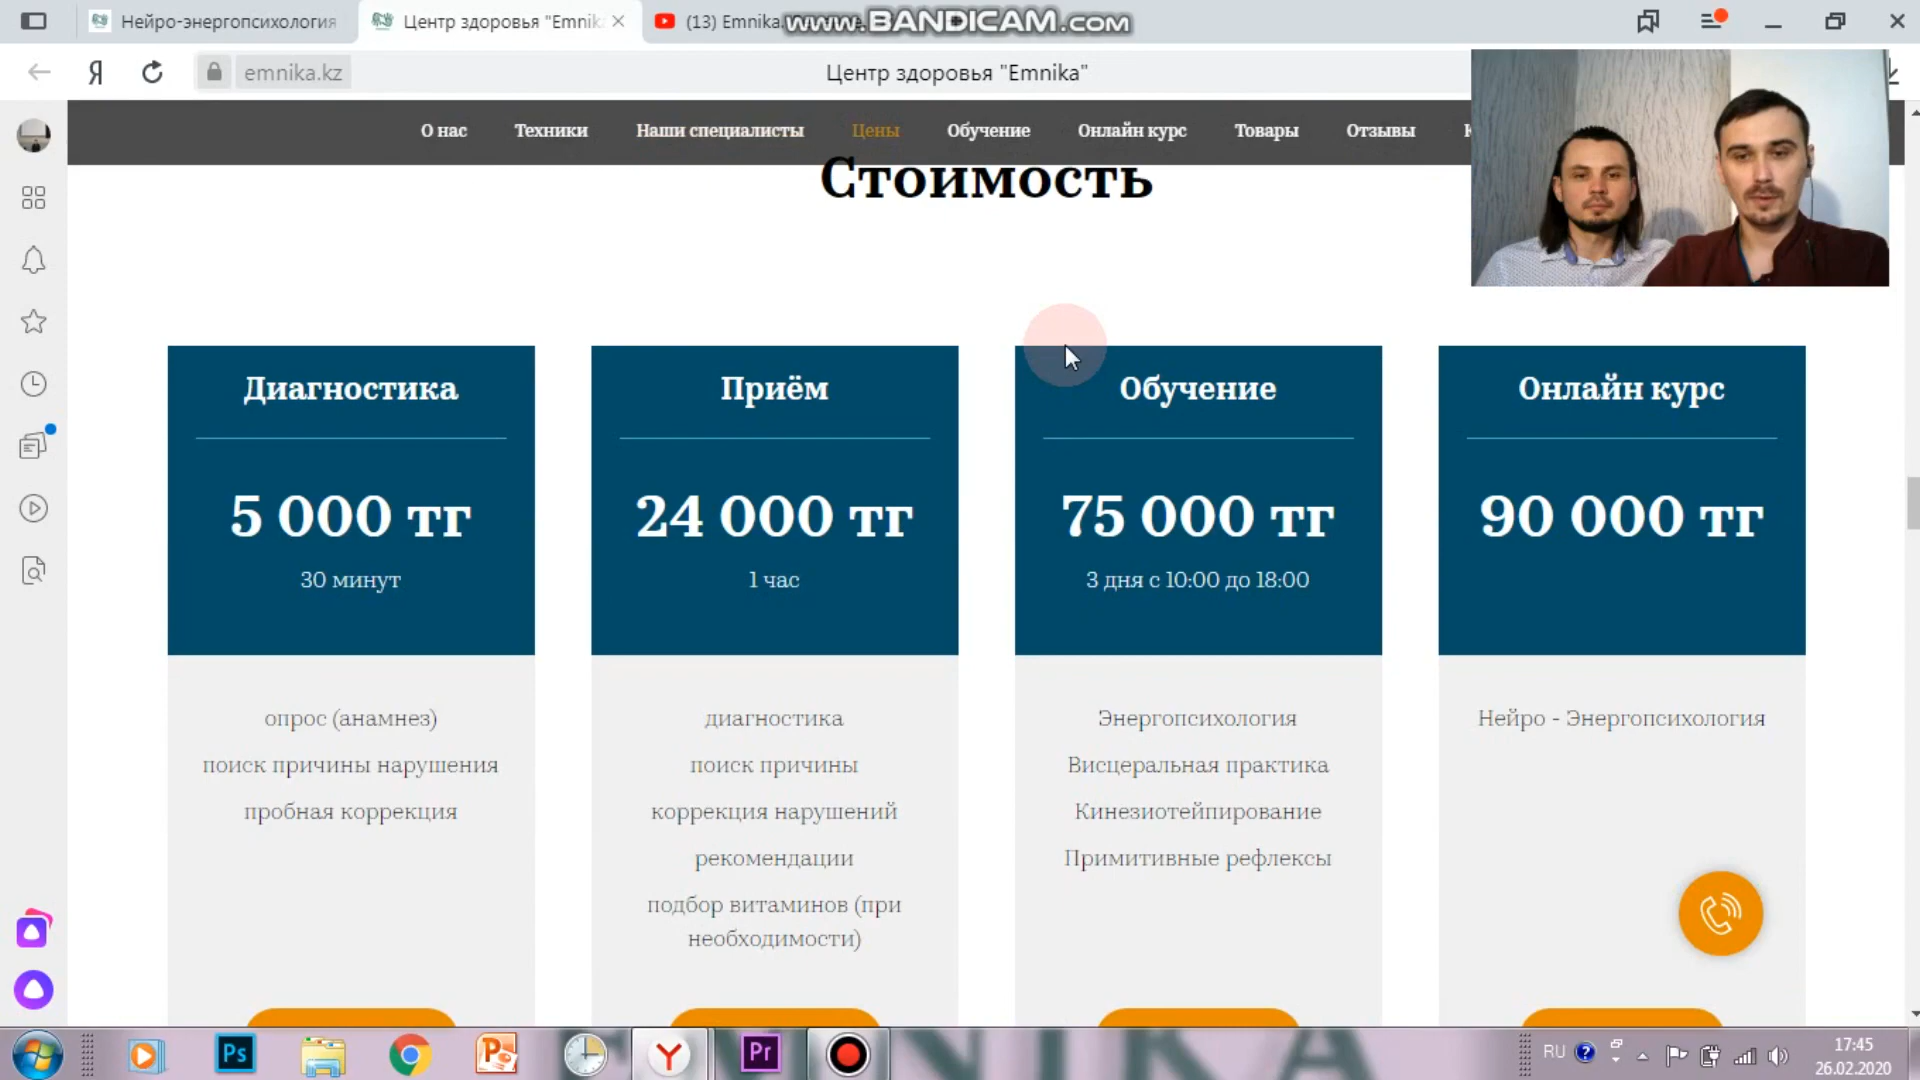 Нейро-энергопсихология
Центр здоровья "Emnik
(13) Emnika.
www.BANDICAM.com
Я
emnika.kz
Центр здоровья "Emnika"
О нас
Техники
Наши специалисты
Цены
Обучение
Онлайн курс
Товары
Отзывы
Стоимость
Диагностика
5 000 тг
30 минут
опрос (анамнез)
поиск причины нарушения
пробная коррекция
Приём
24 000 тг
1 час
диагностика
поиск причины
коррекция нарушений
рекомендации
подбор витаминов (при
необходимости)
Обучение
75 000 тг
3 дня с 10:00 до 18:00
Энергопсихология
Висцеральная практика
Кинезиотейпирование
Примитивные рефлексы
Онлайн курс
90 000 тг
Нейро - Энергопсихология
Ps
Pr
RU
17:45
26.02.2020